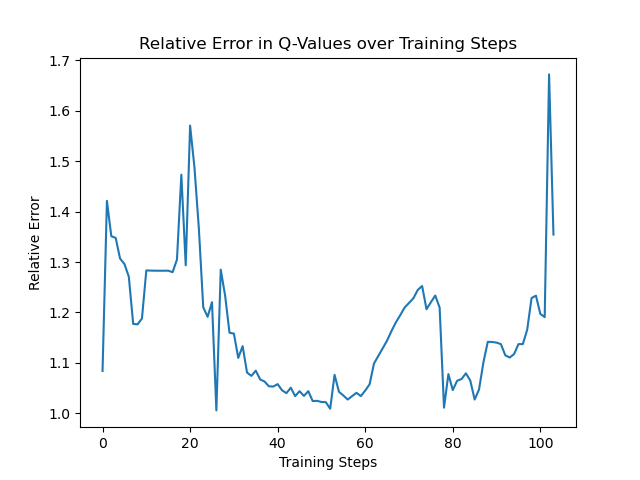 Relative Error in Q-Values over Training Steps
1.7
1.6
1.5
1.4
1.3
1.2
1.1
1.0
Relative Error
0 20 40 60 80 100
Training Steps